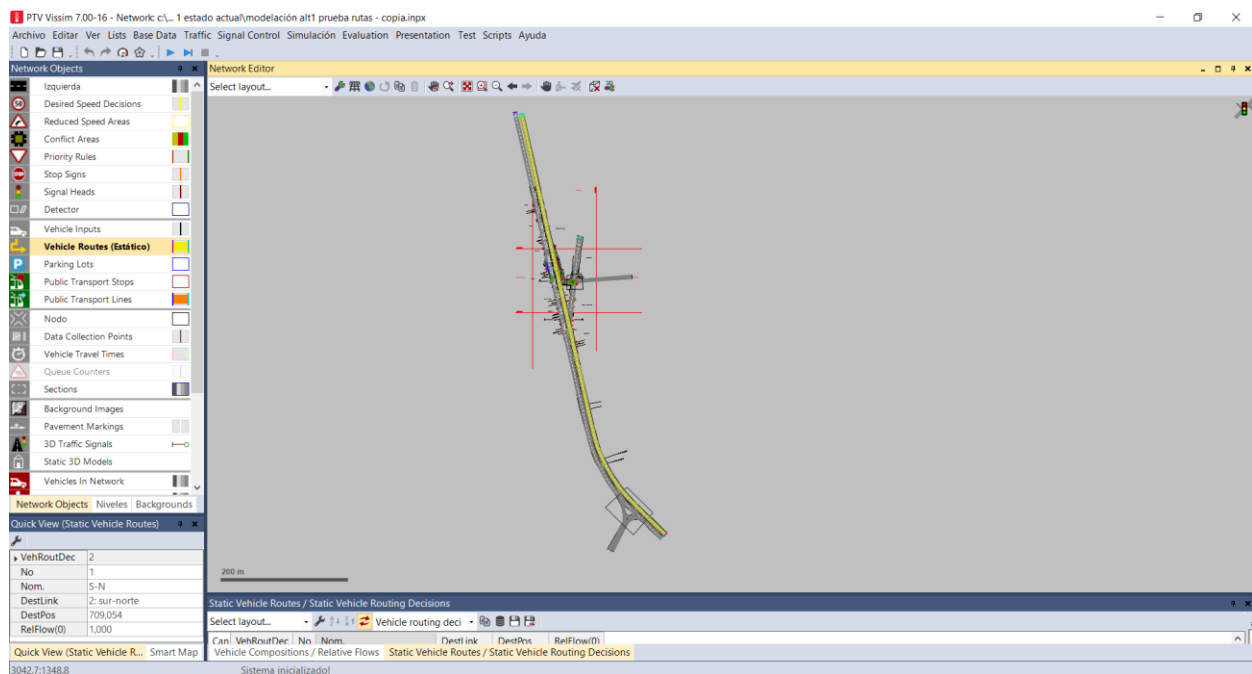 PTV Vissim 7.00-16 - Network: c:\... 1 estado actual\modelación alt1 prueba rutas - copia.inpx
Archivo Editar Ver Lists Base Data Traffic Signal Control Simulación Evaluation Presentation Test Scripts Ayuda
Network Objects
Izquierda
50 Desired Speed Decisions
Reduced Speed Areas
Conflict Areas
Priority Rules
STOP Stop Signs
Signal Heads
Detector
Vehicle Inputs
Vehicle Routes (Estático)
P Parking Lots
Public Transport Stops
Public Transport Lines
Nodo
Data Collection Points
Vehicle Travel Times
Queue Counters
Sections
Background Images
Pavement Markings
3D Traffic Signals
Static 3D Models
Vehicles In Network
Network Objects Niveles Backgrounds
Quick View (Static Vehicle Routes)
VehRoutDec 2
No 1
Nom. S-N
DestLink 2: sur-norte
DestPos 709,054
RelFlow(0) 1,000
Quick View (Static Vehicle R... Smart Map
Network Editor
Select layout...
200 m
Static Vehicle Routes / Static Vehicle Routing Decisions
Select layout... Vehicle routing deci
Can VehRoutDec No Nom. DestLink DestPos RelFlow(0)
Vehicle Compositions / Relative Flows Static Vehicle Routes / Static Vehicle Routing Decisions
3042.7:1348.8 Sistema inicializado!